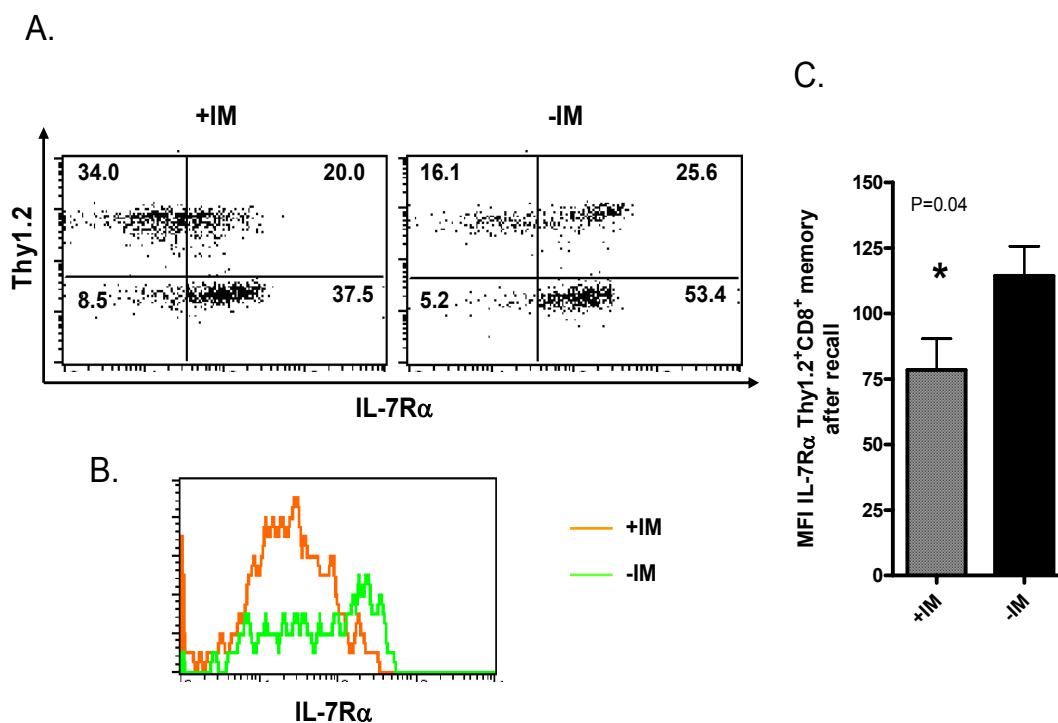 A.
+IM
-IM
34.0
20.0
8.5
37.5
16.1
25.6
5.2
53.4
Thy1.2
IL-7Rα
B.
+IM
-IM
IL-7Rα
C.
P=0.04
*
150
125
100
75
50
25
0
MFI IL-7Rα Thy1.2⁺CD8⁺ memory
after recall
+IM
-IM